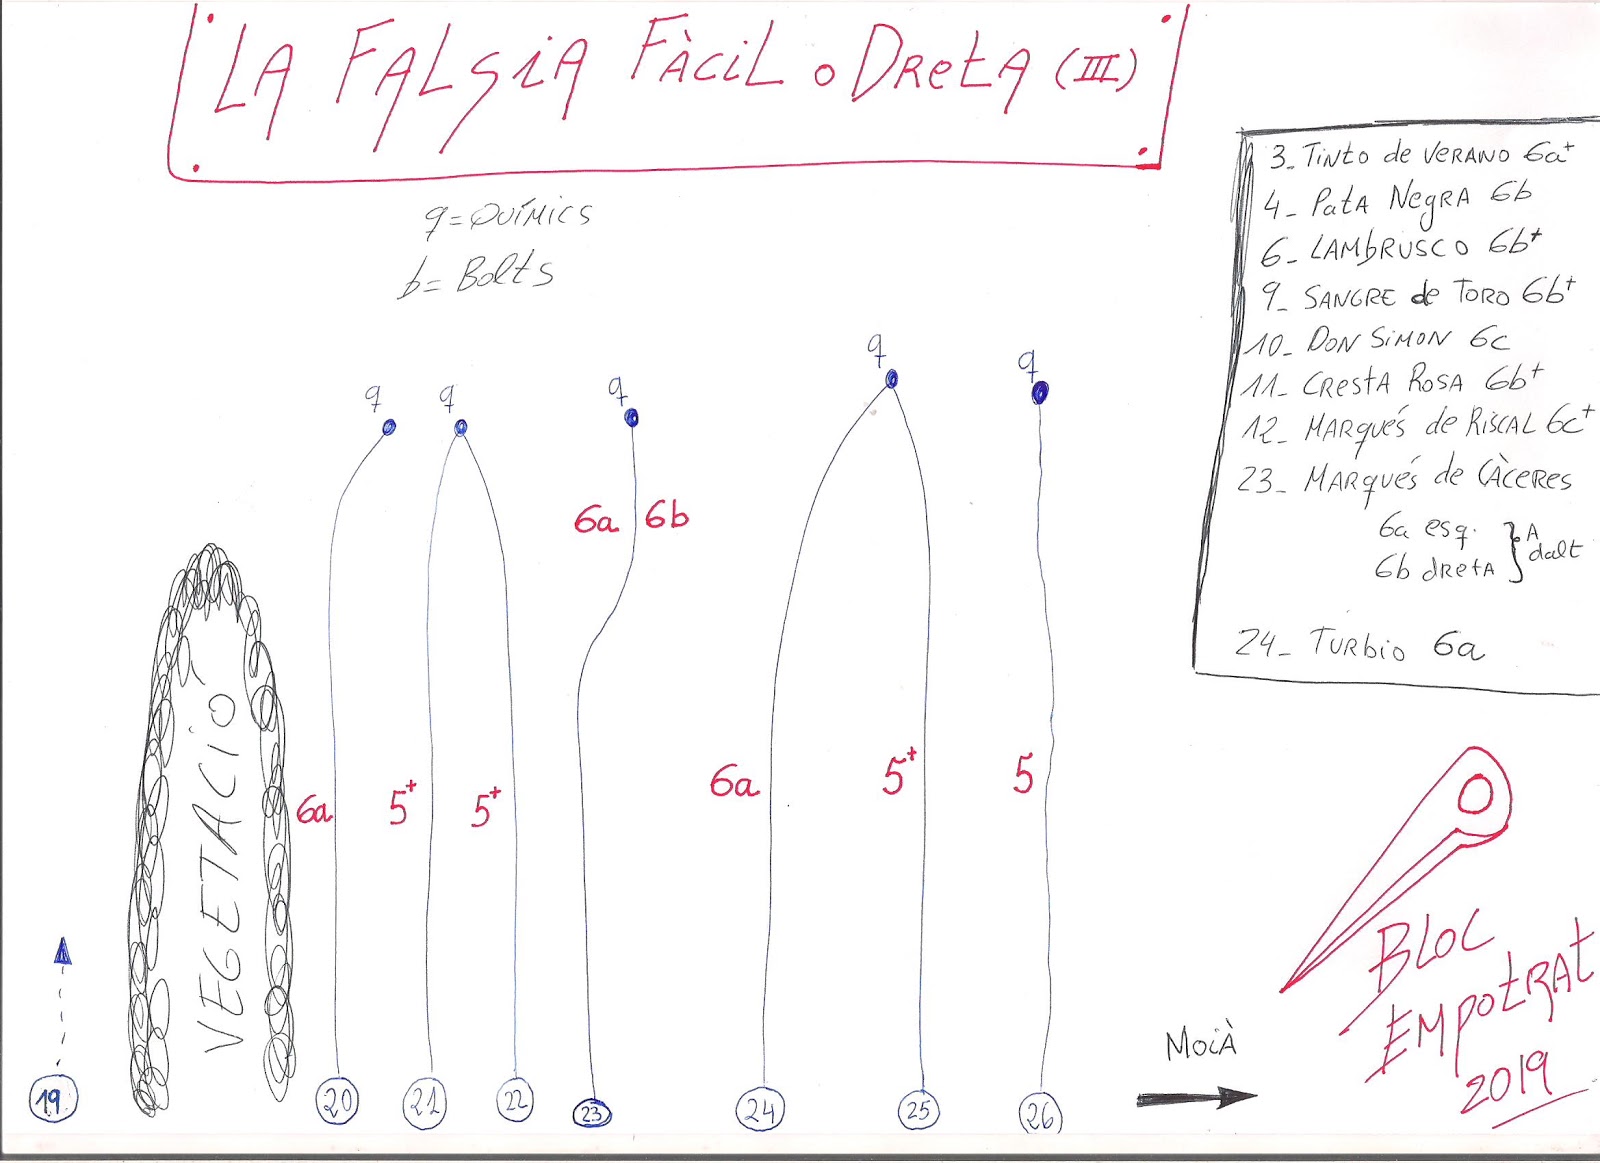 LA FALSIA FÀCIL o DRETA (III)
q= QUÍMICS
b= Bolts
3_ TINTO de VERANO 6a+
4_ PATA NEGRA 6b
6_ LAMBRUSCO 6b+
9_ SANGRE de TORO 6b+
10_ DON SIMON 6c
11_ CRESTA ROSA 6b+
12_ MARQUÉS de RISCAL 6c+
23_ MARQUÉS de CÀCERES
6a esq.
6b dreta
A dalt
24_ TURBIO 6a
q q q q q
6a 6b
VEGETACIÓ
6a 5+ 5+ 6a 5+ 5
BLOC
EMPOTRAT
2019
MOIÀ
19 20 21 22 23 24 25 26